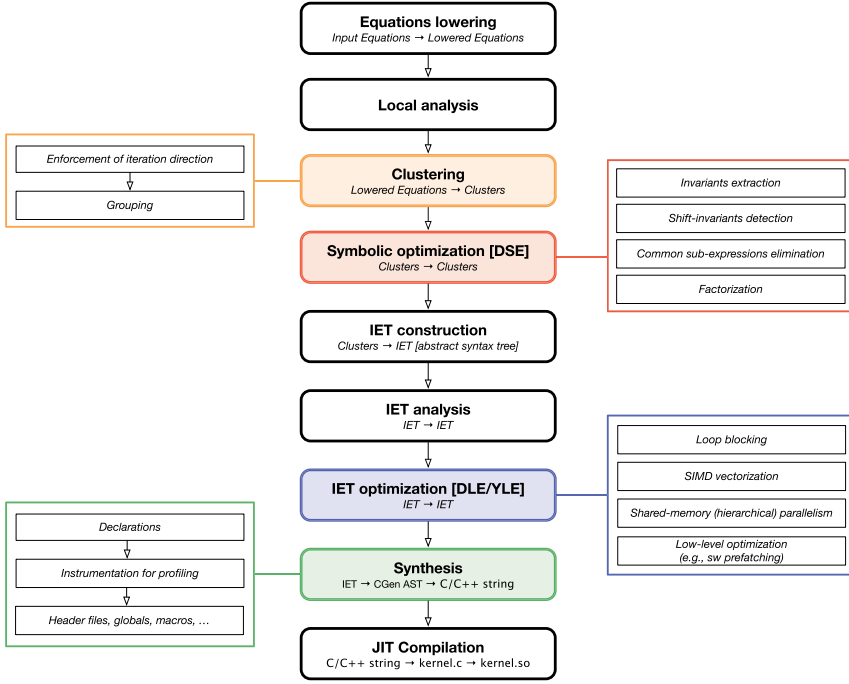 Equations lowering
Input Equations → Lowered Equations
Local analysis
Clustering
Lowered Equations → Clusters
Enforcement of iteration direction
Grouping
Symbolic optimization [DSE]
Clusters → Clusters
Invariants extraction
Shift-invariants detection
Common sub-expressions elimination
Factorization
IET construction
Clusters → IET [abstract syntax tree]
IET analysis
IET → IET
IET optimization [DLE/YLE]
IET → IET
Loop blocking
SIMD vectorization
Shared-memory (hierarchical) parallelism
Low-level optimization
(e.g., sw prefatching)
Synthesis
IET → CGen AST → C/C++ string
Declarations
Instrumentation for profiling
Header files, globals, macros, …
JIT Compilation
C/C++ string → kernel.c → kernel.so